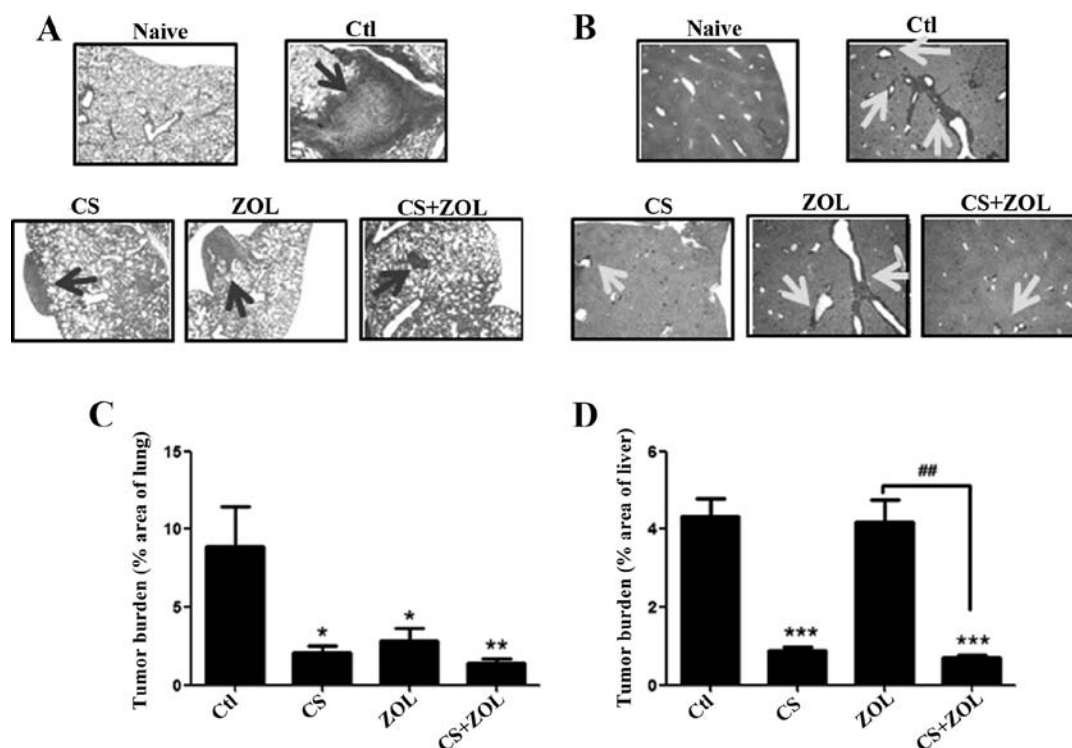 A
Naive
Ctl
CS
ZOL
CS+ZOL
B
Naive
Ctl
CS
ZOL
CS+ZOL
C
Tumor burden (% area of lung)
15
10
5
0
*
*
**
Ctl
CS
ZOL
CS+ZOL
D
Tumor burden (% area of liver)
6
4
2
0
***
##
***
Ctl
CS
ZOL
CS+ZOL